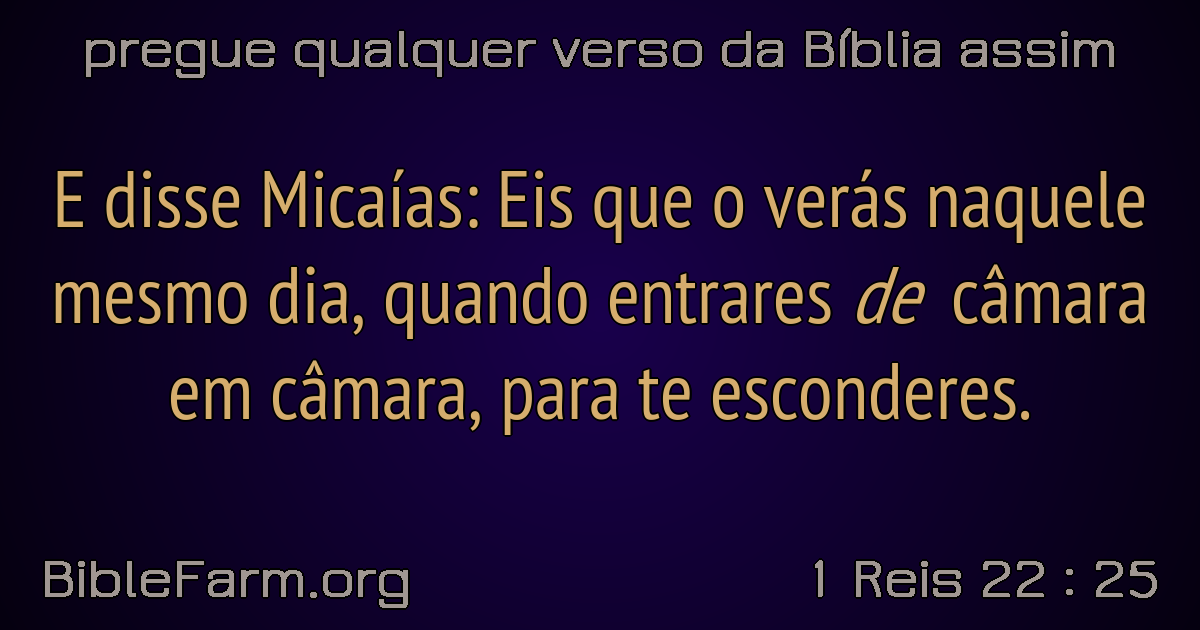 pregue qualquer verso da Bíblia assim
E disse Micaías: Eis que o verás naquele
mesmo dia, quando entrares de câmara
em câmara, para te esconderes.
BibleFarm.org
1 Reis 22 : 25